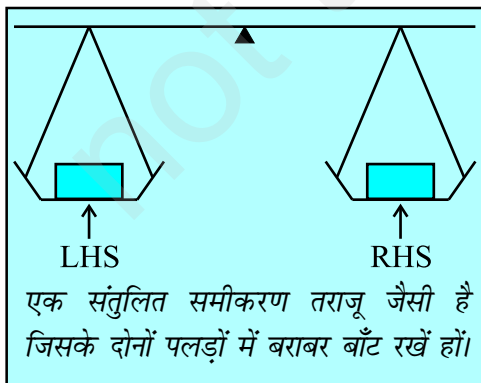 LHS RHS
एक संतुलित समीकरण तराजू जैसी है
जिसके दोनों पलड़ों में बराबर बाँट रखें हों।